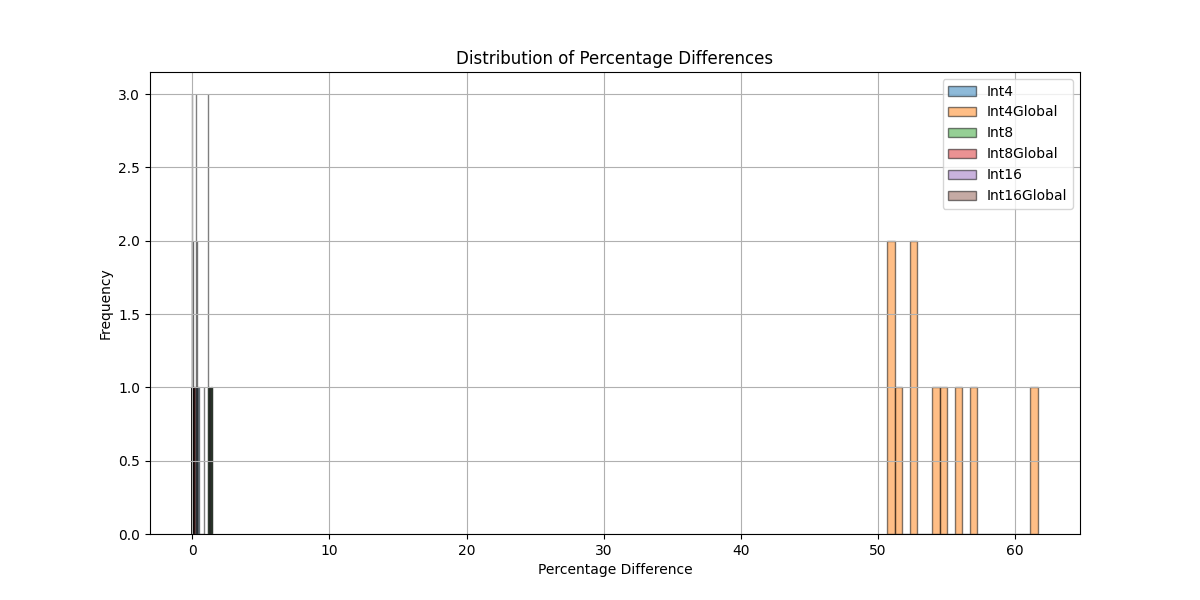 Distribution of Percentage Differences
3.0
2.5
2.0
1.5
1.0
0.5
0.0
Frequency
0 10 20 30 40 50 60
Percentage Difference
Int4
Int4Global
Int8
Int8Global
Int16
Int16Global